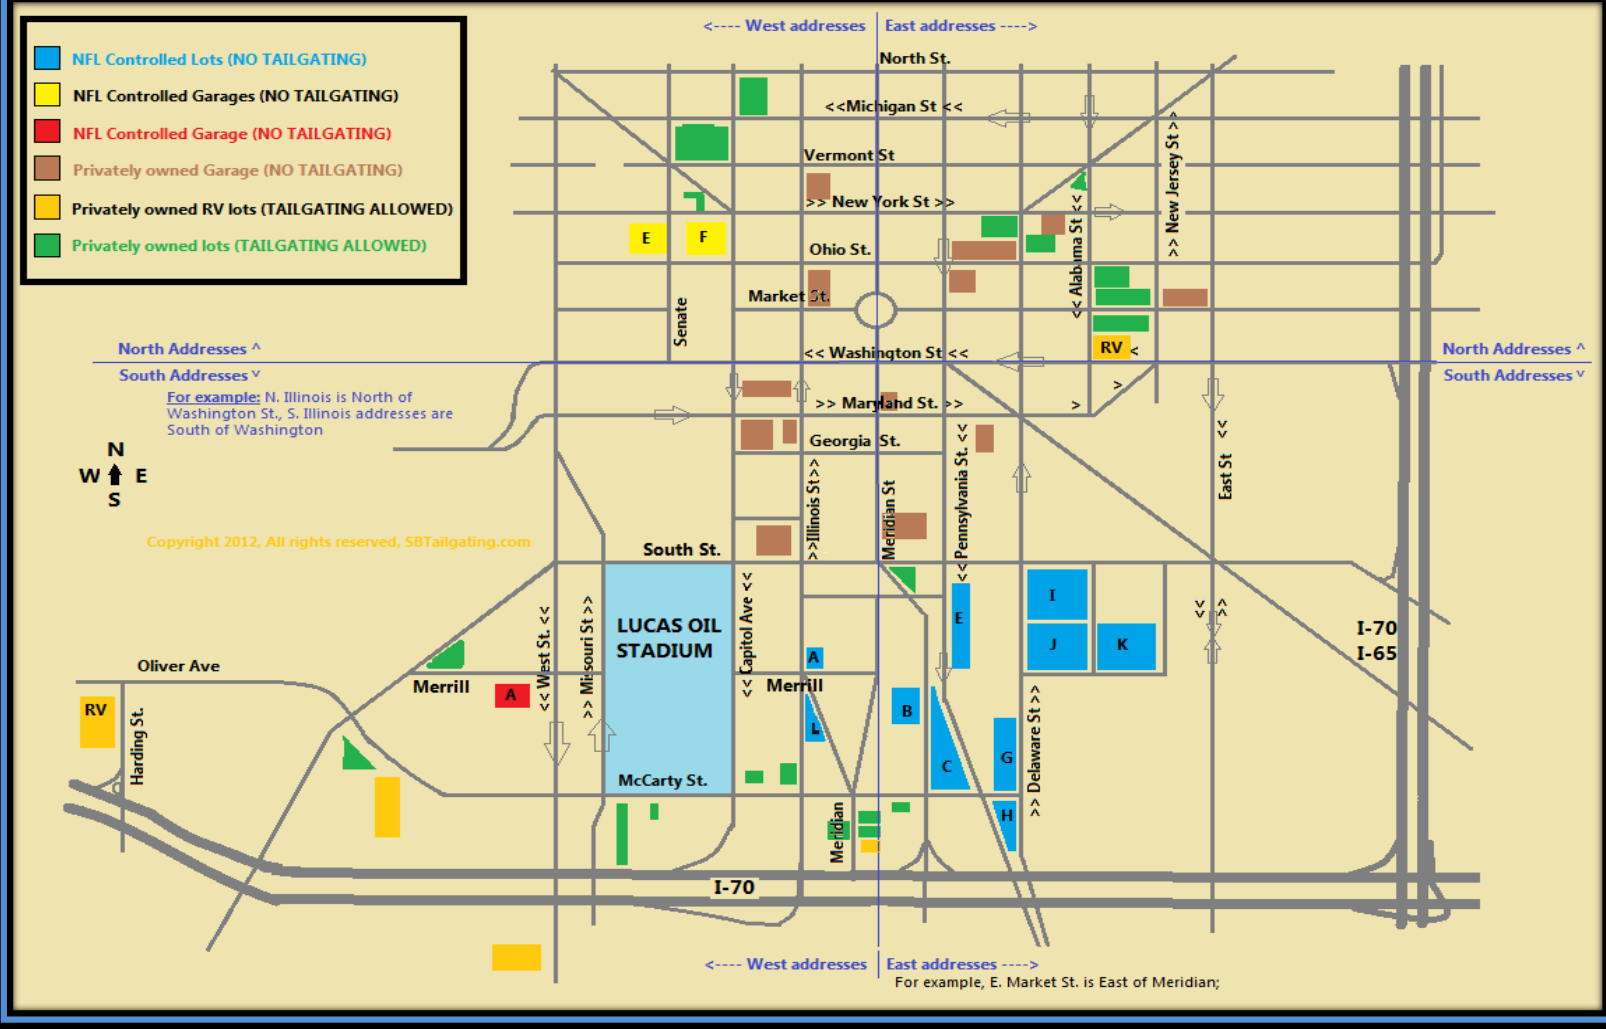 <---- West addresses
East addresses ---->
NFL Controlled Lots (NO TAILGATING)
NFL Controlled Garages (NO TAILGATING)
NFL Controlled Garage (NO TAILGATING)
Privately owned Garage (NO TAILGATING)
Privately owned RV lots (TAILGATING ALLOWED)
Privately owned lots (TAILGATING ALLOWED)
North St.
<<Michigan St <<
Vermont St
>> New York St >>
>> New Jersey St >>
<< Alabama St <<
E
F
Ohio St.
Market St.
Senate
RV <
North Addresses ^
South Addresses v
<< Washington St <<
North Addresses ^
South Addresses v
For example: N. Illinois is North of
Washington St., S. Illinois addresses are
South of Washington
>
>> Maryland St. >>
>
Georgia St.
N
W E
S
>>Illinois St>>
Meridian St
<< Pennsylvania St. <<
<< East St
Copyright 2012, All rights reserved, SBTailgating.com
South St.
LUCAS OIL
STADIUM
<< West St. <<
>> Missouri St >>
<< Capitol Ave <<
E
I
J
K
<< >>
I-70
I-65
Oliver Ave
Merrill
A
A
Merrill
RV
Harding St.
B
L
C
G
H
>> Delaware St >>
McCarty St.
Meridian
I-70
<---- West addresses
East addresses ---->
For example, E. Market St. is East of Meridian;